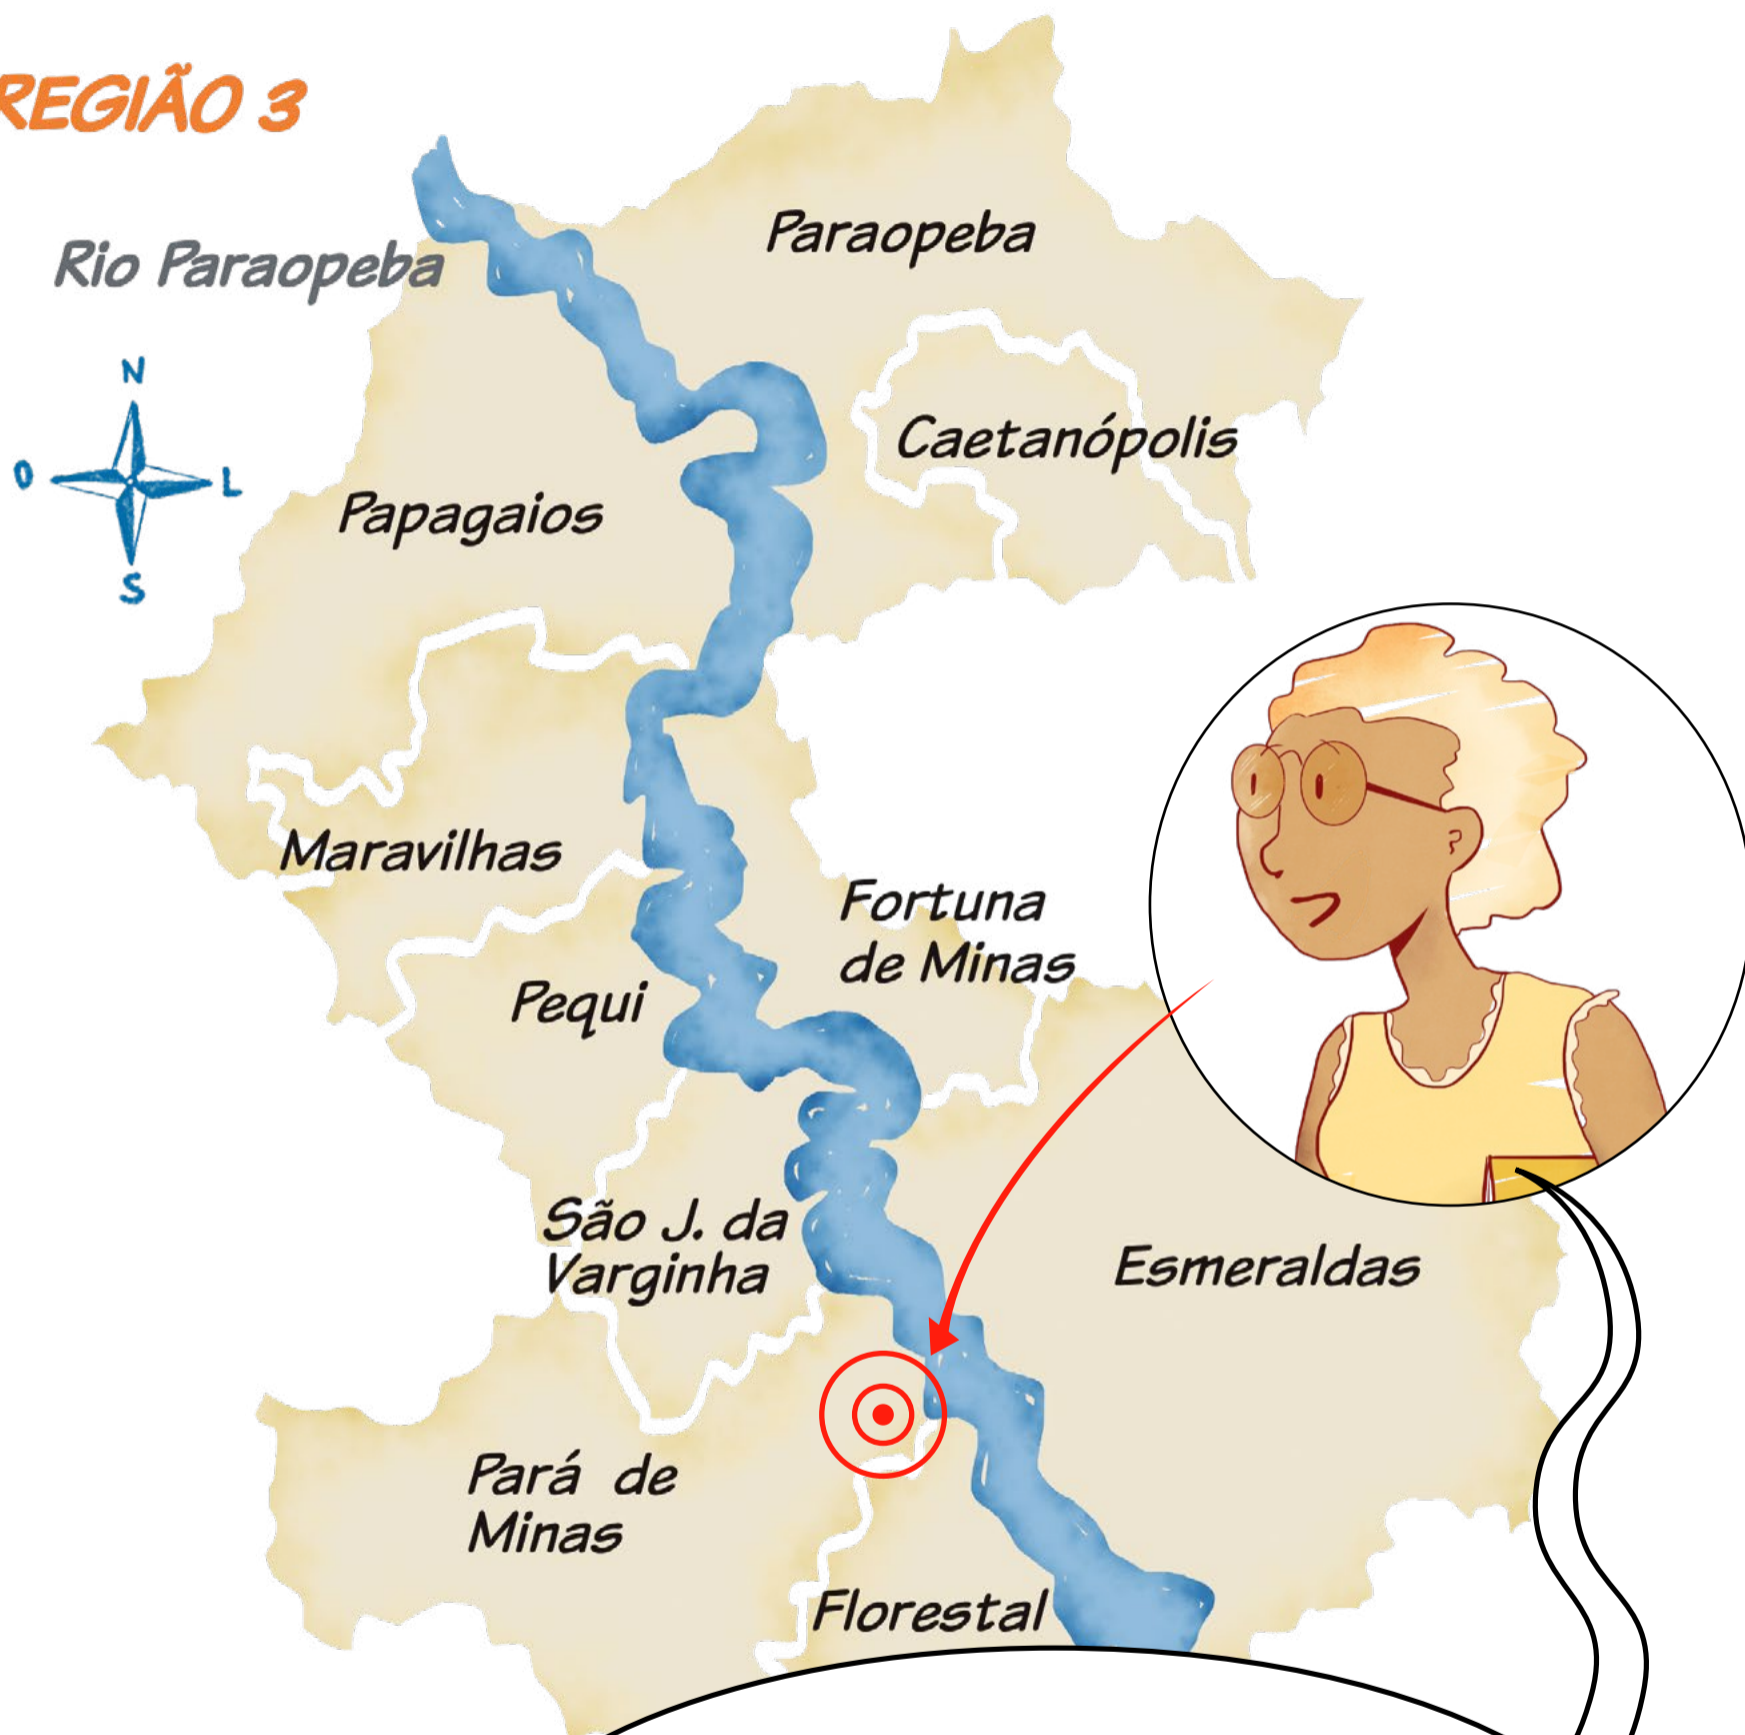 REGIÃO 3
Paraopeba
Rio Paraopeba
N
O
L
S
Caetanópolis
Papagaios
Maravilhas
Fortuna
de Minas
Pequi
São J. da
Varginha
Esmeraldas
Pará de
Minas
Florestal